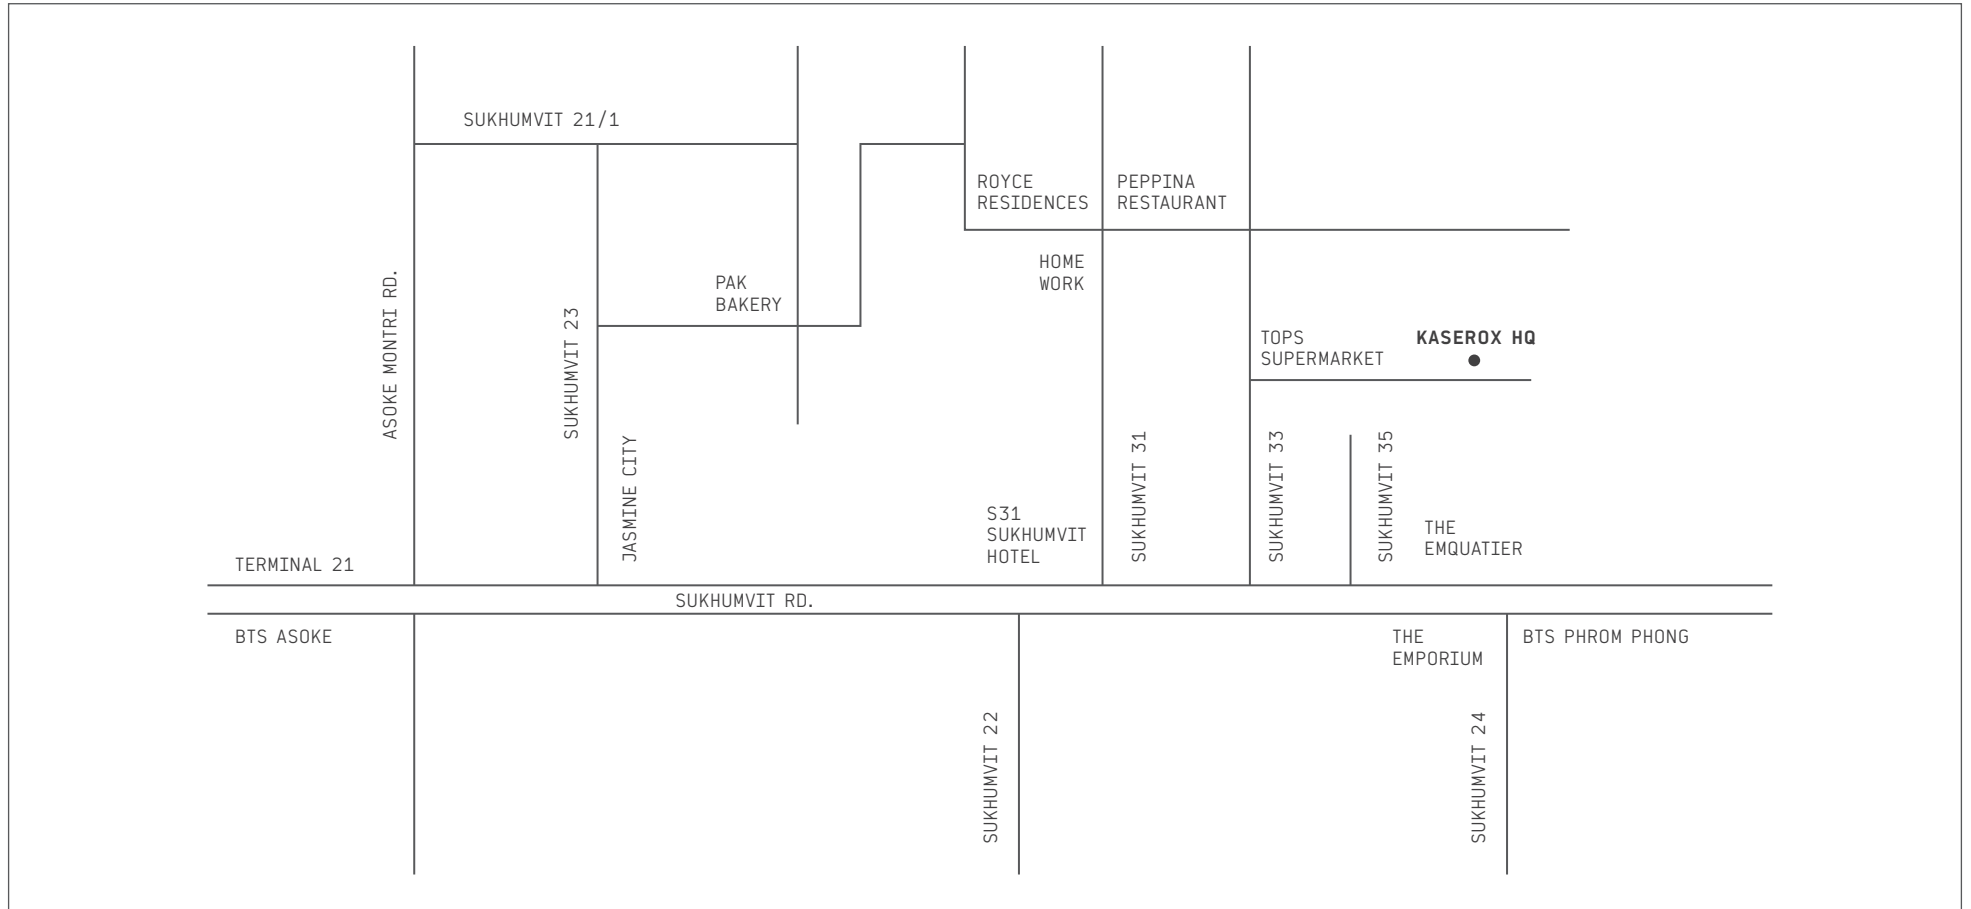 SUKHUMVIT 21/1
ROYCE
RESIDENCES
PEPPINA
RESTAURANT
HOME
WORK
PAK
BAKERY
ASOKE MONTRI RD.
SUKHUMVIT 23
TOPS
SUPERMARKET
KASEROX HQ
JASMINE CITY
SUKHUMVIT 31
SUKHUMVIT 33
SUKHUMVIT 35
S31
SUKHUMVIT
HOTEL
THE
EMQUATIER
TERMINAL 21
SUKHUMVIT RD.
BTS ASOKE
THE
EMPORIUM
BTS PHROM PHONG
SUKHUMVIT 22
SUKHUMVIT 24